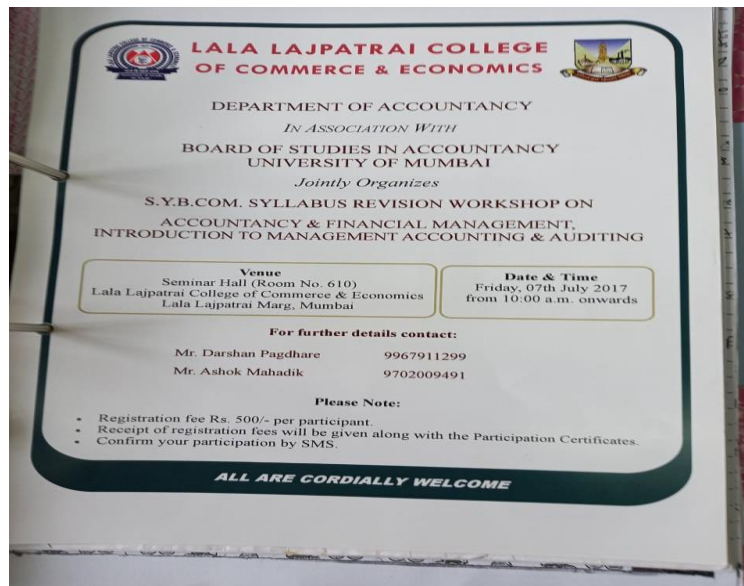 LALA LAJPATRAI COLLEGE
OF COMMERCE & ECONOMICS
DEPARTMENT OF ACCOUNTANCY
IN ASSOCIATION WITH
BOARD OF STUDIES IN ACCOUNTANCY
UNIVERSITY OF MUMBAI
Jointly Organizes
S.Y.B.COM. SYLLABUS REVISION WORKSHOP ON
ACCOUNTANCY & FINANCIAL MANAGEMENT,
INTRODUCTION TO MANAGEMENT ACCOUNTING & AUDITING
Venue
Seminar Hall (Room No. 610)
Lala Lajpatrai College of Commerce & Economics
Lala Lajpatrai Marg, Mumbai
Date & Time
Friday, 07th July 2017
from 10:00 a.m. onwards
For further details contact:
Mr. Darshan Pagdhare 9967911299
Mr. Ashok Mahadik 9702009491
Please Note:
• Registration fee Rs. 500/- per participant.
• Receipt of registration fees will be given along with the Participation Certificates.
• Confirm your participation by SMS.
ALL ARE CORDIALLY WELCOME